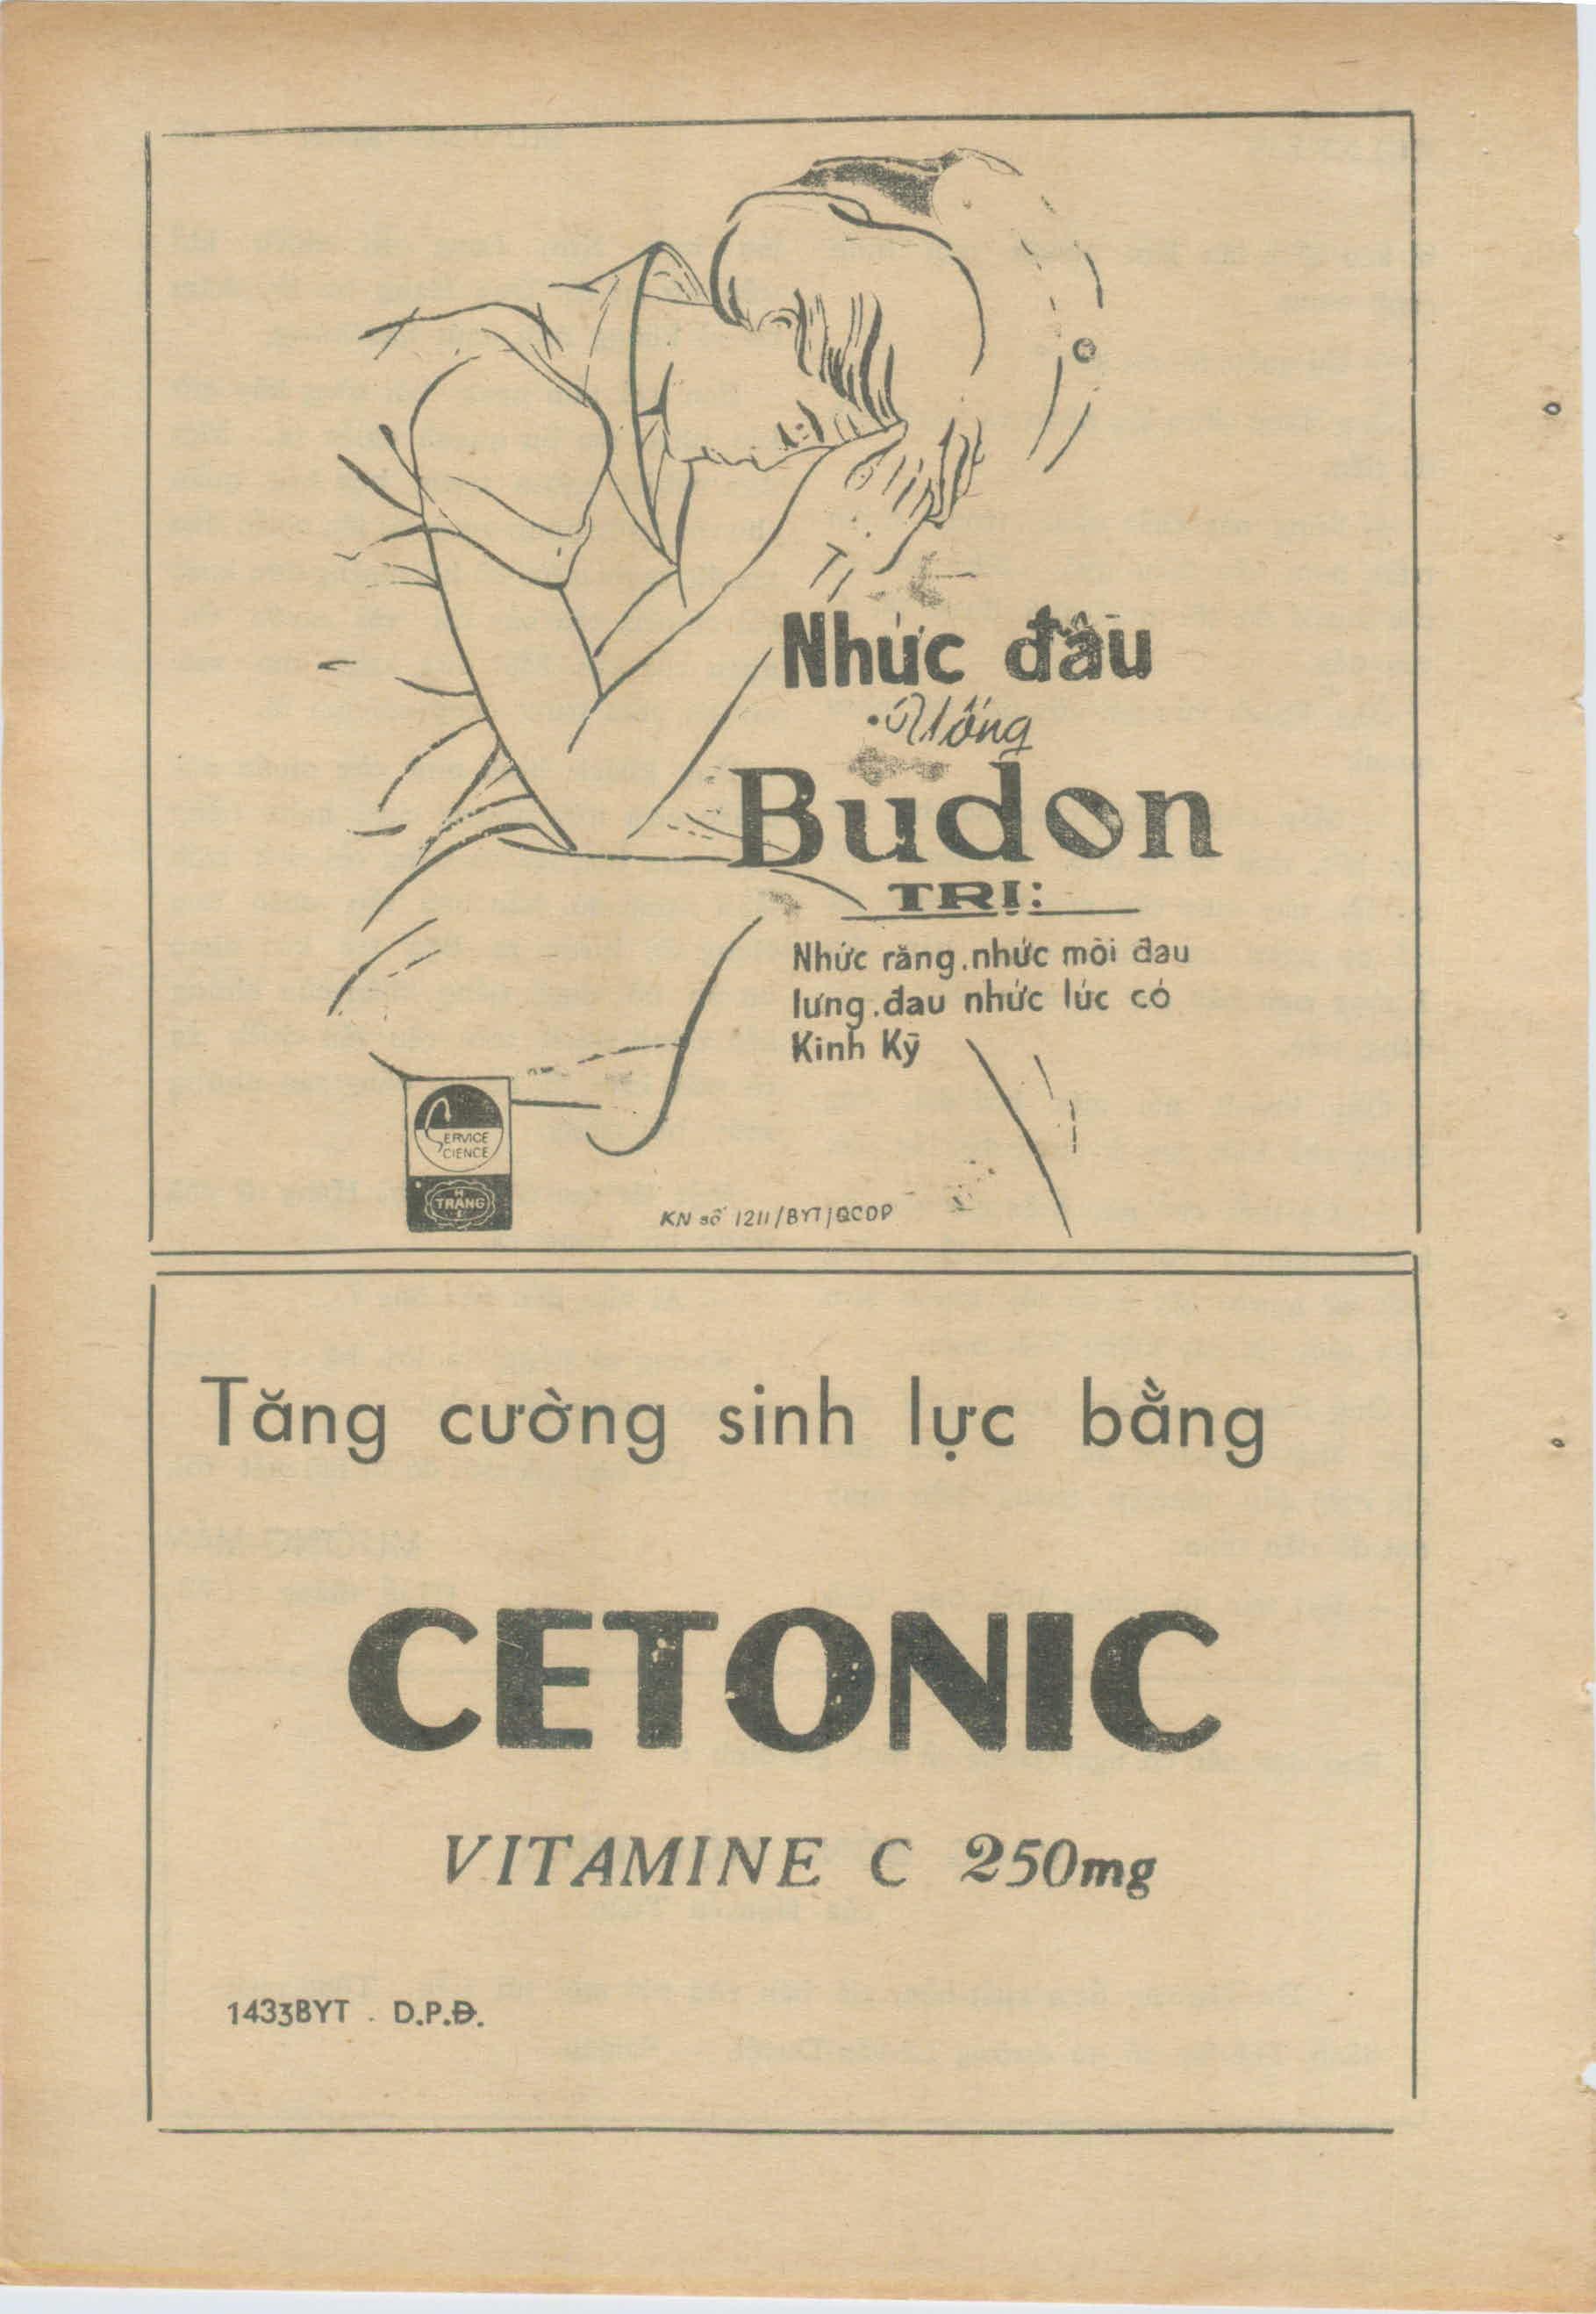 Nhức đầu
Uống
Budon
TRỊ:
Nhức răng.nhức mỏi đau
lưng.đau nhức lúc có
Kinh Kỳ
SERVICE
SCIENCE
TRANG
KN số 1211/BYT/QCDP
Tăng cường sinh lực bằng
CETONIC
VITAMINE C 250mg
1433BYT . D.P.Đ.